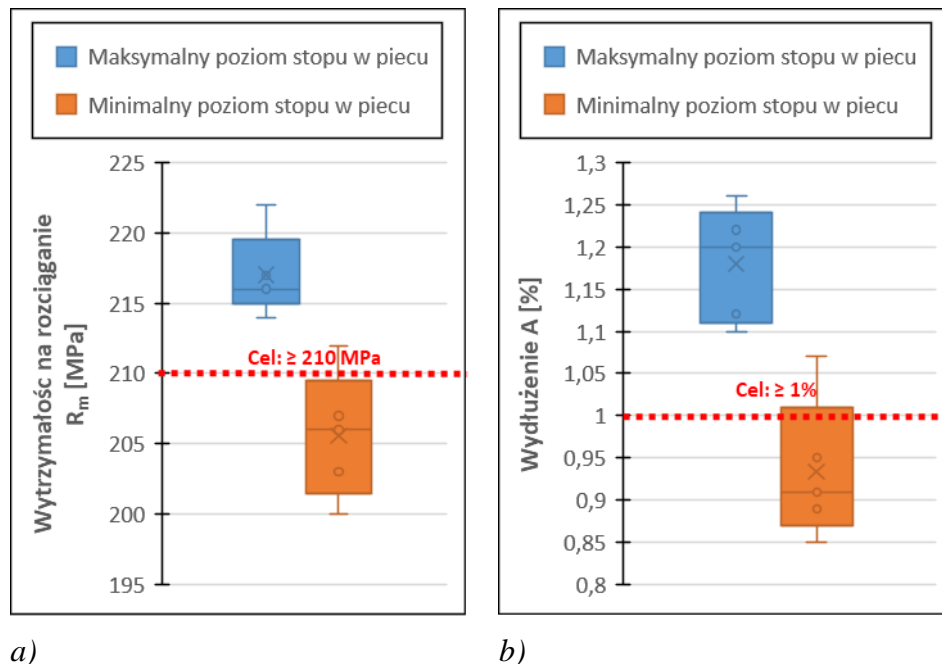 Maksymalny poziom stopu w piecu
Minimalny poziom stopu w piecu
Wytrzymałość na rozciąganie
Rm [MPa]
225
220
215
210
205
200
195
Cel: ≥ 210 MPa
a)
Maksymalny poziom stopu w piecu
Minimalny poziom stopu w piecu
Wydłużenie A [%]
1,3
1,25
1,2
1,15
1,1
1,05
1
0,95
0,9
0,85
0,8
Cel: ≥ 1%
b)